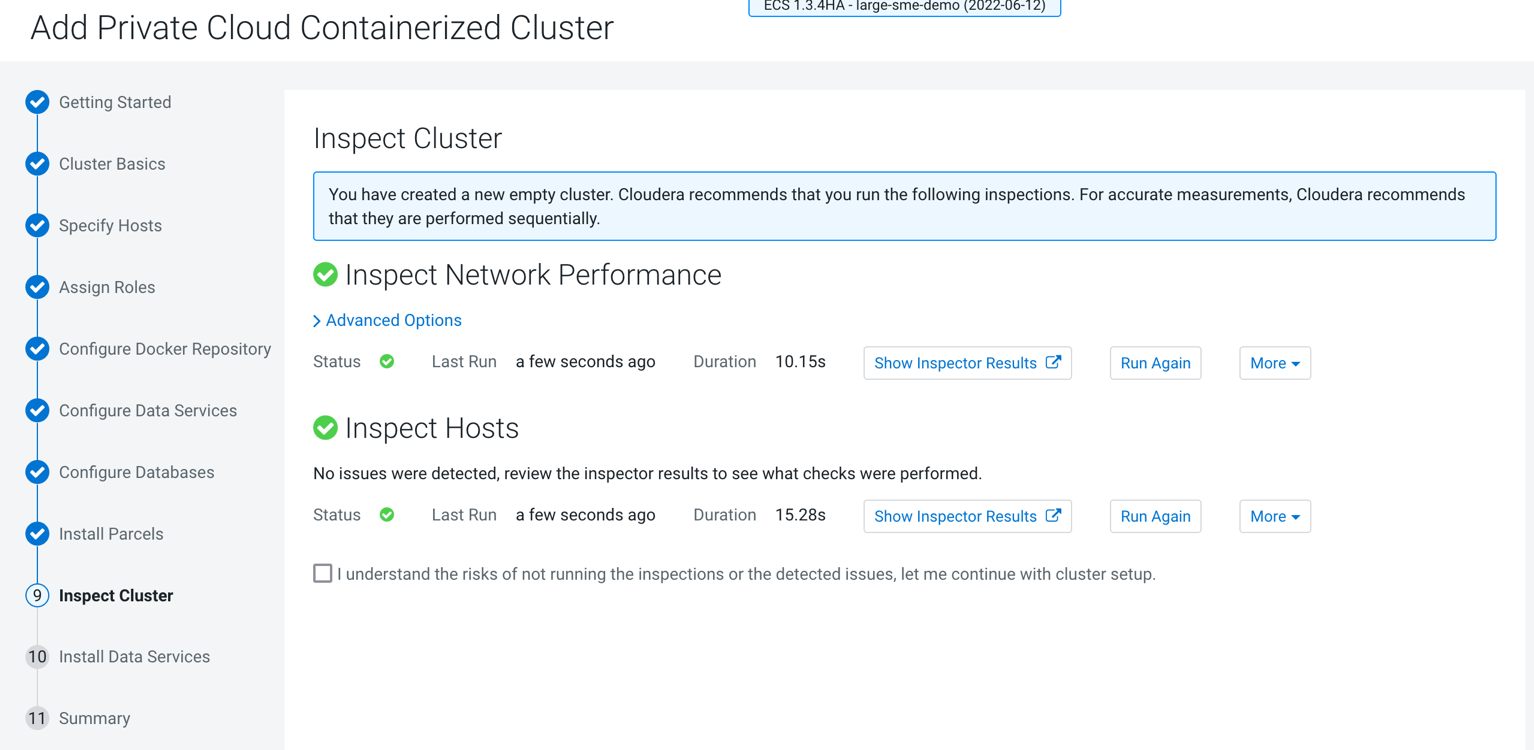 ECS 1.3.4HA - large-sme-demo (2022-06-12)
Add Private Cloud Containerized Cluster
Getting Started
Cluster Basics
Specify Hosts
Assign Roles
Configure Docker Repository
Configure Data Services
Configure Databases
Install Parcels
9 Inspect Cluster
10 Install Data Services
11 Summary
Inspect Cluster
You have created a new empty cluster. Cloudera recommends that you run the following inspections. For accurate measurements, Cloudera recommends
that they are performed sequentially.
Inspect Network Performance
Advanced Options
Status Last Run a few seconds ago Duration 10.15s Show Inspector Results Run Again More
Inspect Hosts
No issues were detected, review the inspector results to see what checks were performed.
Status Last Run a few seconds ago Duration 15.28s Show Inspector Results Run Again More
I understand the risks of not running the inspections or the detected issues, let me continue with cluster setup.